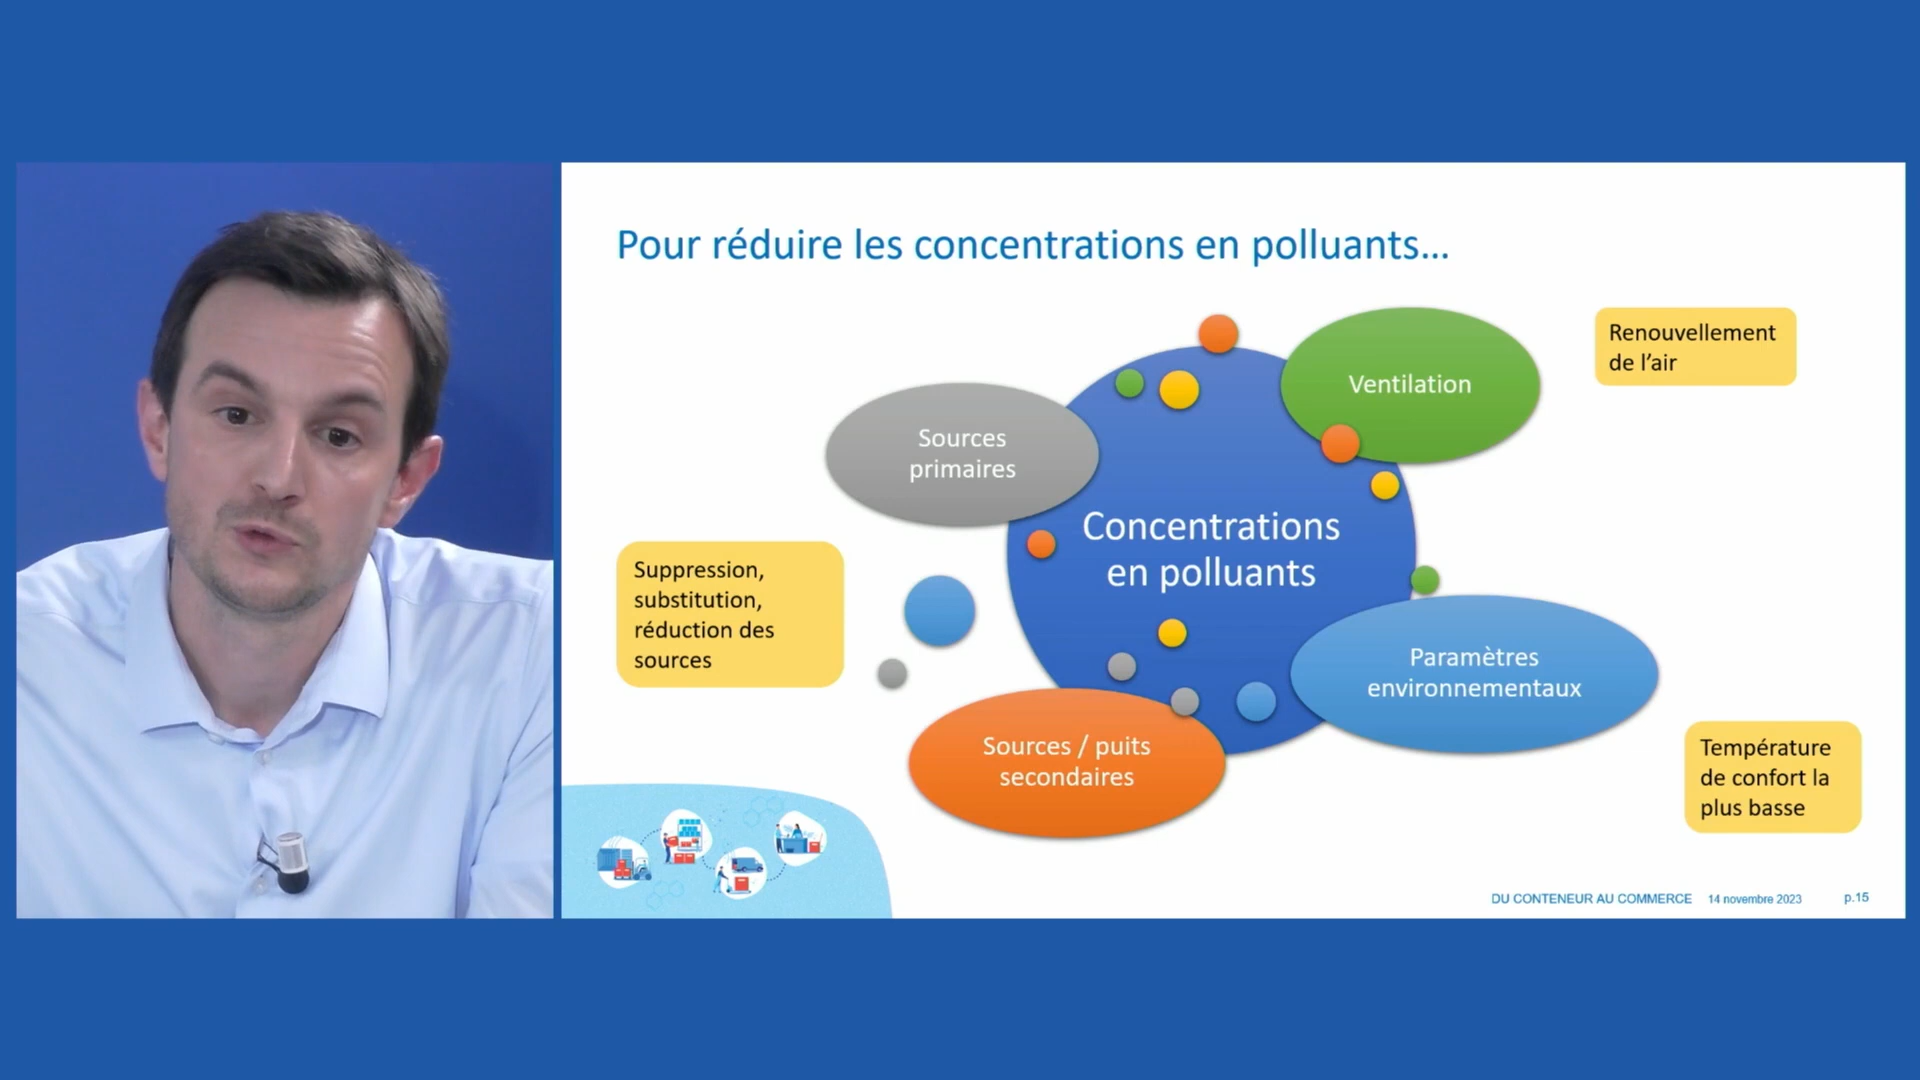 Pour réduire les concentrations en polluants...
Renouvellement
de l'air
Ventilation
Sources
primaires
Concentrations
en polluants
Suppression,
substitution,
réduction des
sources
Paramètres
environnementaux
Sources / puits
secondaires
Température
de confort la
plus basse
DU CONTENEUR AU COMMERCE 14 novembre 2023 p.15